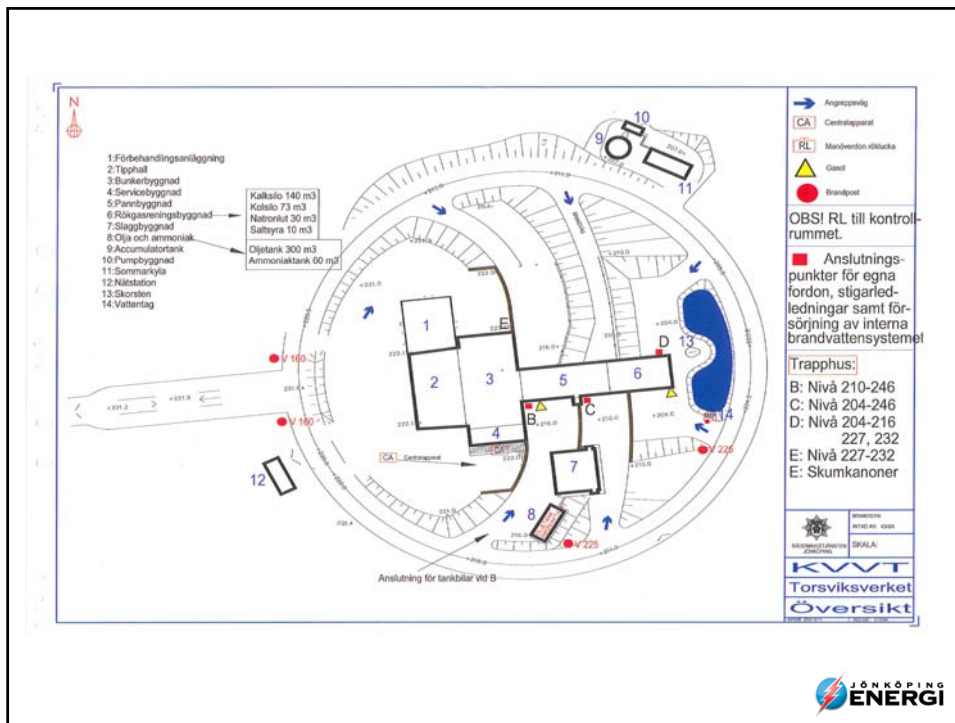 N
1:Förbehandlingsanläggning
2:Tipphall
3:Bunkerbyggnad
4:Servicebyggnad
5:Pannbyggnad
6:Rökgasreningsbyggnad
7:Slaggbyggnad
8:Olja och ammoniak
9:Accumulatortank
10:Pumpbyggnad
11:Sommarkyla
12:Nätstation
13:Skorsten
14:Vattentag
Kalksilo 140 m3
Kolsilo 73 m3
Natronlut 30 m3
Saltsyra 10 m3
Oljetank 300 m3
Ammoniaktank 60 m3
10
9
11
1
E
2
3
5
6
D
13
B
C
4
14
7
8
12
V 160
V 160
V 225
V 225
CA Centralapparat
CA
Anslutning för tankbilar vid B
Angreppsväg
CA Centralapparat
RL Manöverdon röklucka
Gasol
Brandpost
OBS! RL till kontroll-
rummet.
Anslutnings-
punkter för egna
fordon, stigarled-
ledningar samt för-
sörjning av interna
brandvattensystemet
Trapphus:
B: Nivå 210-246
C: Nivå 204-246
D: Nivå 204-216
227, 232
E: Nivå 227-232
E: Skumkanoner
RÄDDNINGSTJÄNSTEN
JÖNKÖPING
SKALA:
KVVT
Torsviksverket
Översikt
JÖNKÖPING
ENERGI